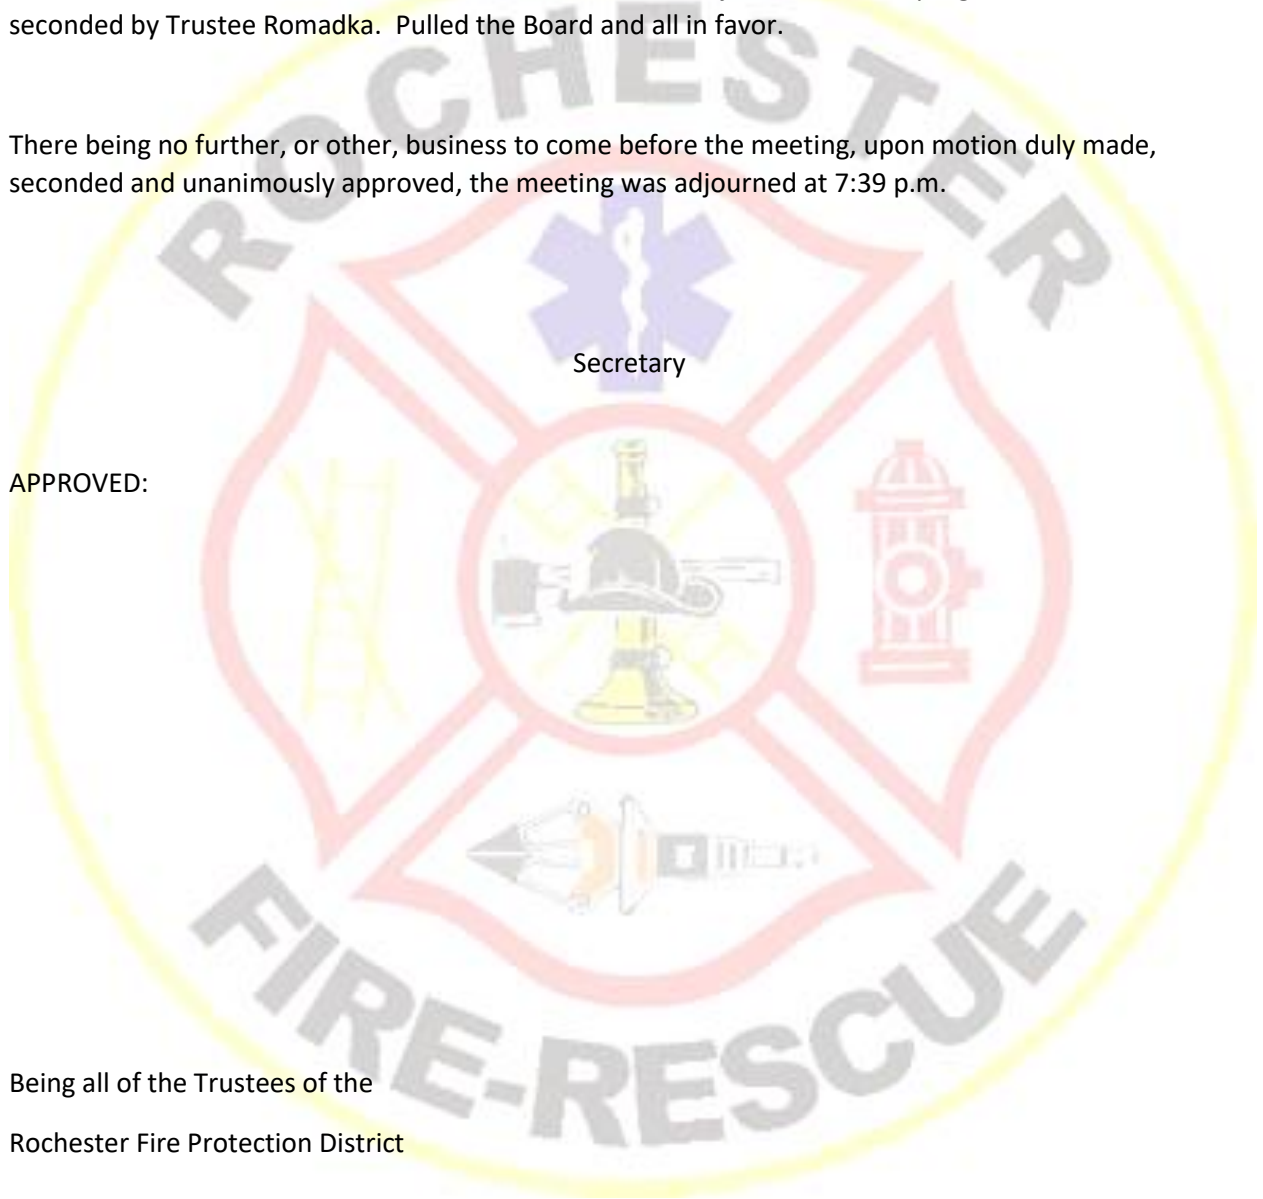 seconded by Trustee Romadka.  Pulled the Board and all in favor.
There being no further, or other, business to come before the meeting, upon motion duly made,
seconded and unanimously approved, the meeting was adjourned at 7:39 p.m.
ROCHESTER
Secretary
APPROVED:
FIRE-RESCUE
Being all of the Trustees of the
Rochester Fire Protection District